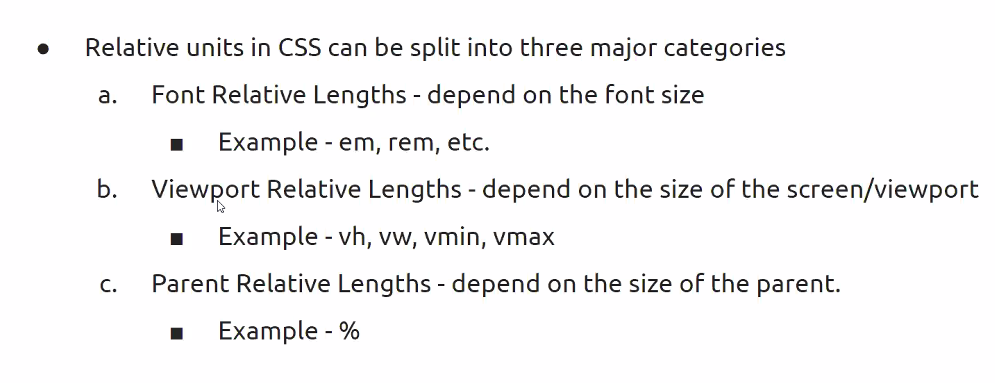 ● Relative units in CSS can be split into three major categories
a. Font Relative Lengths - depend on the font size
■ Example - em, rem, etc.
b. Viewport Relative Lengths - depend on the size of the screen/viewport
■ Example - vh, vw, vmin, vmax
c. Parent Relative Lengths - depend on the size of the parent.
■ Example - %